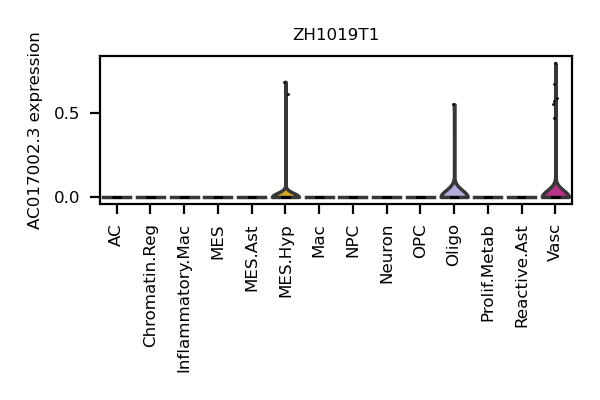 ZH1019T1
AC017002.3 expression
0.5
0.0
AC
Chromatin.Reg
Inflammatory.Mac
MES
MES.Ast
MES.Hyp
Mac
NPC
Neuron
OPC
Oligo
Prolif.Metab
Reactive.Ast
Vasc